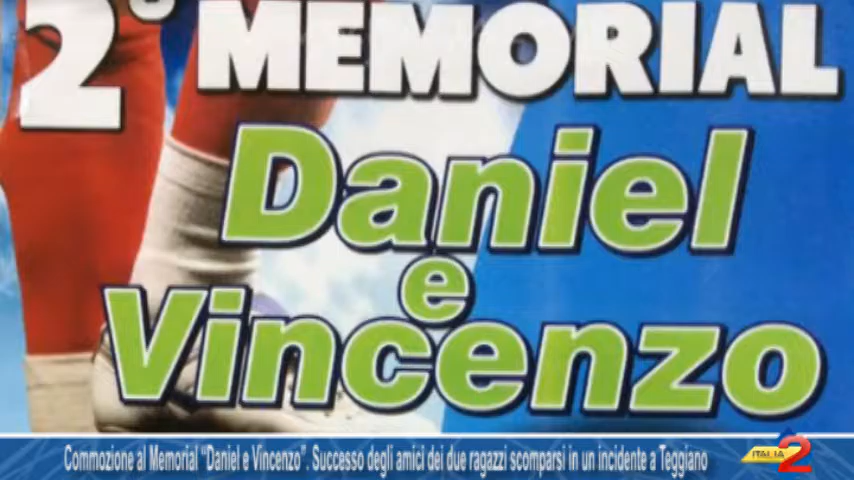 2° MEMORIAL
Daniel
e
Vincenzo
Commozione al Memorial “Daniel e Vincenzo”. Successo degli amici dei due ragazzi scomparsi in un incidente a Teggiano
ITALIA 2